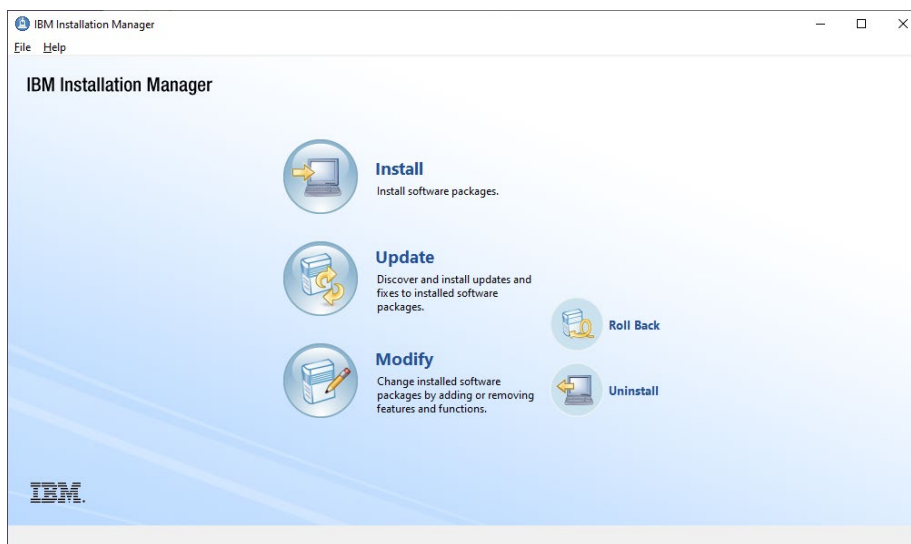 IBM Installation Manager
File Help
IBM Installation Manager
Install
Install software packages.
Update
Discover and install updates and
fixes to installed software
packages.
Roll Back
Modify
Change installed software
packages by adding or removing
features and functions.
Uninstall
IBM.